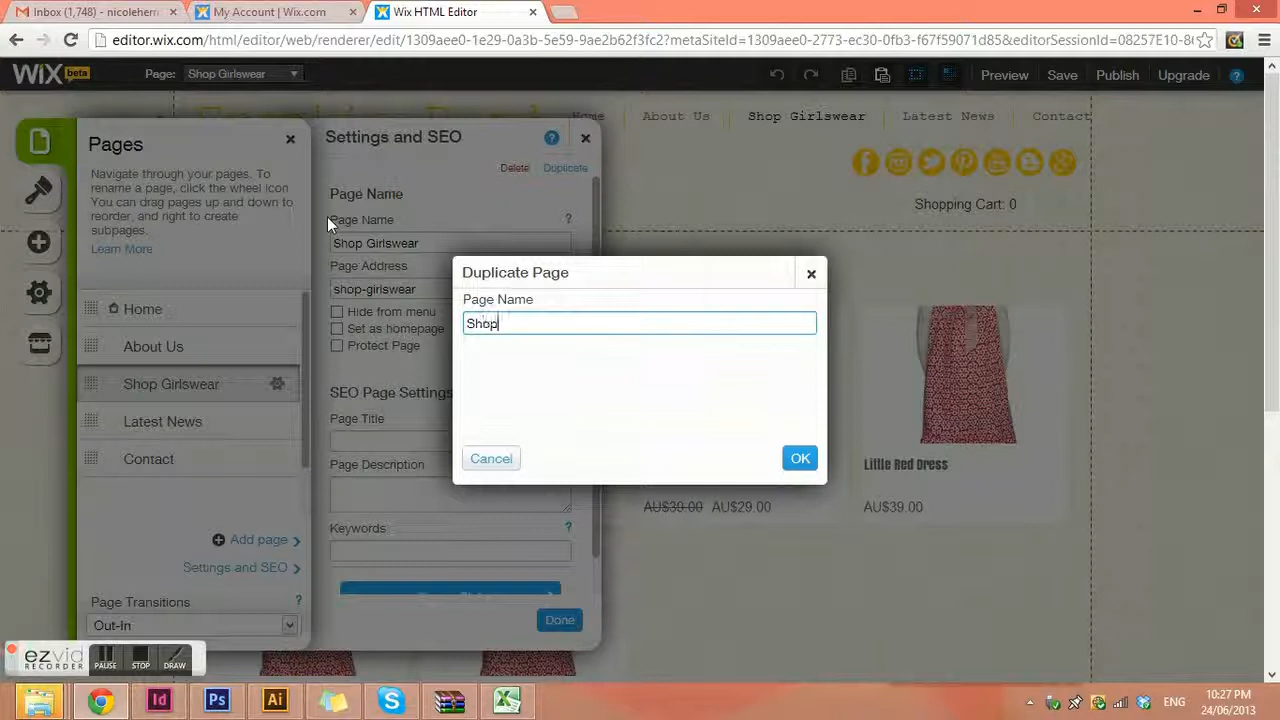 Inbox (1,748) - nicoleherr
My Account | Wix.com
Wix HTML Editor
editor.wix.com/html/editor/web/renderer/edit/1309aee0-1e29-0a3b-5e59-9ae2b62f3fc2?metaSiteId=1309aee0-2773-ec30-0fb3-f67f59071d85&editorSessionId=08257E10-8
WiX beta
Page: Shop Girlswear
Preview
Save
Publish
Upgrade
?
Home
About Us
Shop Girlswear
Latest News
Contact
Shopping Cart: 0
Pages
Navigate through your pages. To
rename a page, click the wheel icon
You can drag pages up and down to
reorder, and right to create
subpages.
Learn More
Home
About Us
Shop Girlswear
Latest News
Contact
Add page
Settings and SEO
Page Transitions
?
Out-In
Settings and SEO
?
Delete
Duplicate
Page Name
Page Name
?
Shop Girlswear
Page Address
shop-girlswear
Hide from menu
Set as homepage
Protect Page
SEO Page Settings
Page Title
Page Description
Keywords
?
Done
Duplicate Page
Page Name
Shop
Cancel
OK
AU$39.00 AU$29.00
Little Red Dress
AU$39.00
ezvid
RECORDER
PAUSE
STOP
DRAW
Id
Ps
Ai
ENG
10:27 PM
24/06/2013